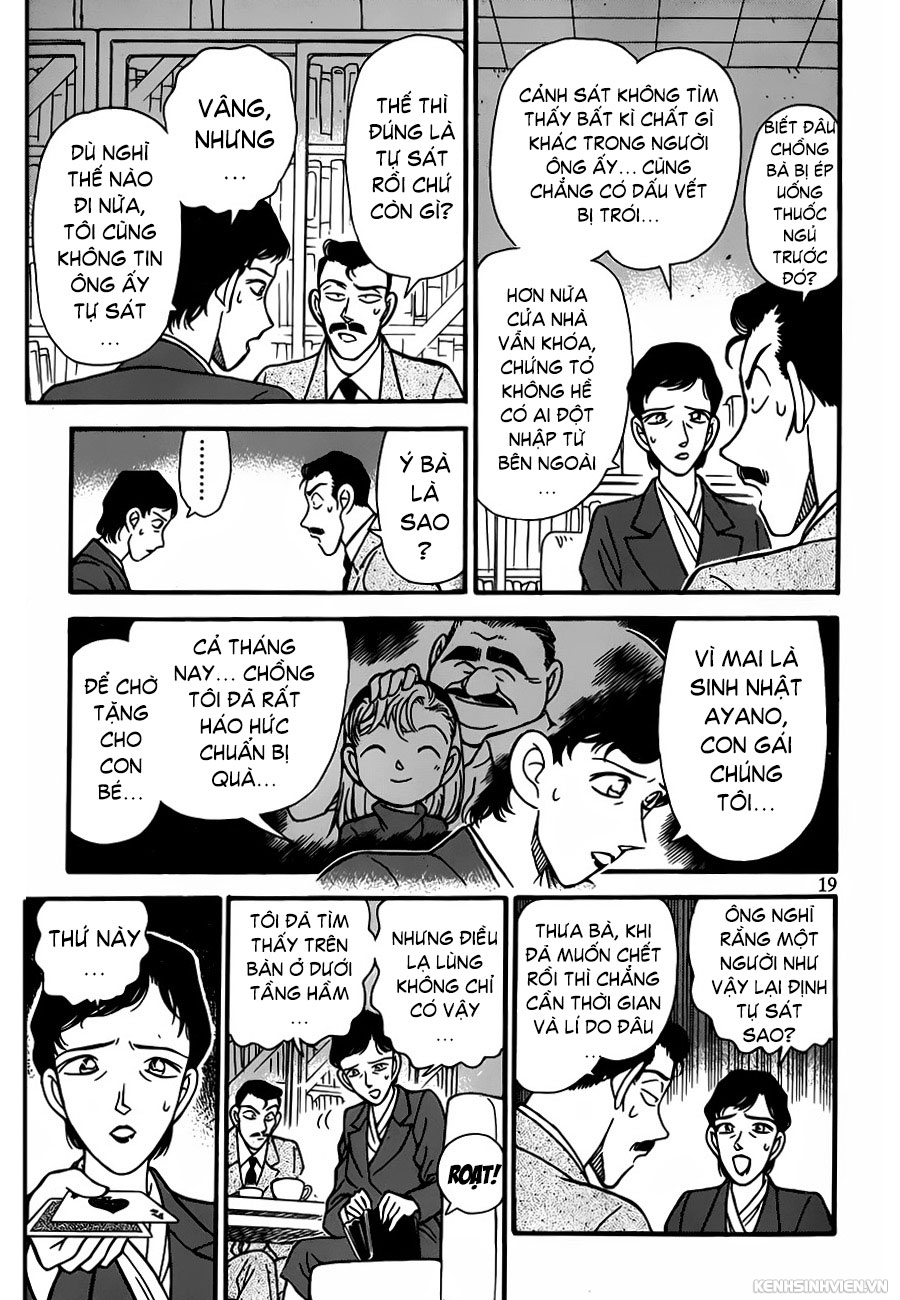 BIẾT ĐÂU
CHỒNG
BÀ BỊ ÉP
UỐNG
THUỐC
NGỦ
TRƯỚC
ĐÓ?
CẢNH SÁT KHÔNG TÌM
THẤY BẤT KÌ CHẤT GÌ
KHÁC TRONG NGƯỜI
ÔNG ẤY... CŨNG
CHẲNG CÓ DẤU VẾT
BỊ TRÓI...
HƠN NỮA
CỬA NHÀ
VẪN KHÓA,
CHỨNG TỎ
KHÔNG HỀ
CÓ AI ĐỘT
NHẬP TỪ
BÊN NGOÀI
...
THẾ THÌ
ĐÚNG LÀ
TỰ SÁT
RỒI CHỨ
CÒN GÌ?
VÂNG,
NHƯNG
...
DÙ NGHĨ
THẾ NÀO
ĐI NỮA,
TÔI CŨNG
KHÔNG TIN
ÔNG ẤY
TỰ SÁT
...
Ý BÀ
LÀ
SAO
?
........
VÌ MAI LÀ
SINH NHẬT
AYANO,
CON GÁI
CHÚNG
TÔI...
CẢ THÁNG
NAY... CHỒNG
TÔI ĐÃ RẤT
HÁO HỨC
CHUẨN BỊ
QUÀ...
ĐỂ CHỜ
TẶNG
CHO
CON
BÉ...
19
ÔNG NGHĨ
RẰNG MỘT
NGƯỜI NHƯ
VẬY LẠI ĐỊNH
TỰ SÁT
SAO?
THƯA BÀ, KHI
ĐÃ MUỐN CHẾT
RỒI THÌ CHẲNG
CẦN THỜI GIAN
VÀ LÍ DO ĐÂU
...
NHƯNG ĐIỀU
LẠ LÙNG
KHÔNG CHỈ
CÓ VẬY
...
TÔI ĐÃ TÌM
THẤY TRÊN
BÀN Ở DƯỚI
TẦNG HẦM
...
ROẠT!
THỨ NÀY
...
KENHSINHVIEN.VN